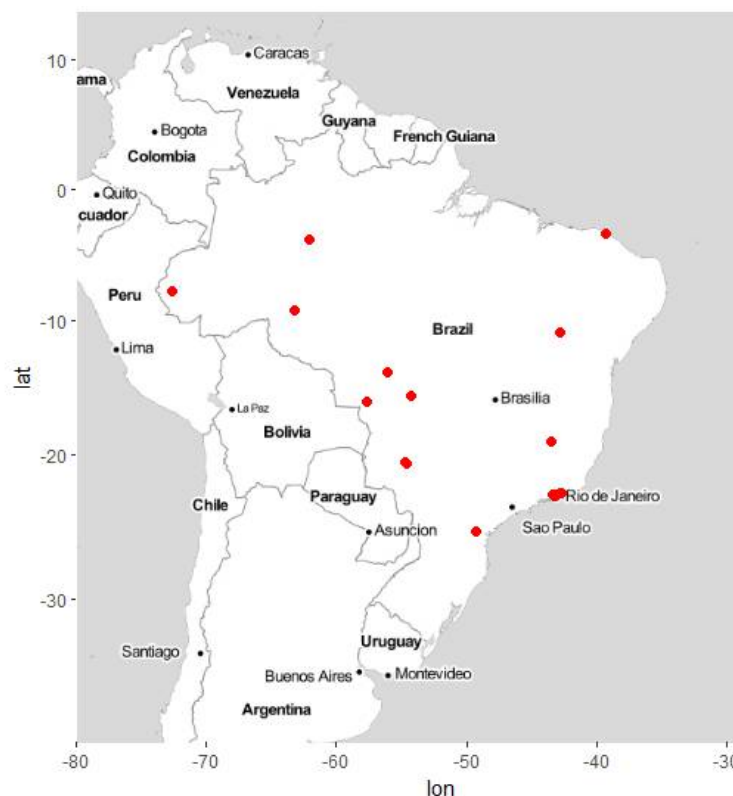 10
Caracas
ama
Venezuela
Guyana
French Guiana
Bogota
Colombia
0
Quito
cuador
Peru
-10
Brazil
lat
Lima
Brasilia
La Paz
Bolivia
-20
Paraguay
Rio de Janeiro
Chile
Sao Paulo
Asuncion
-30
Uruguay
Santiago
Buenos Aires
Montevideo
Argentina
-80 -70 -60 -50 -40 -30
lon